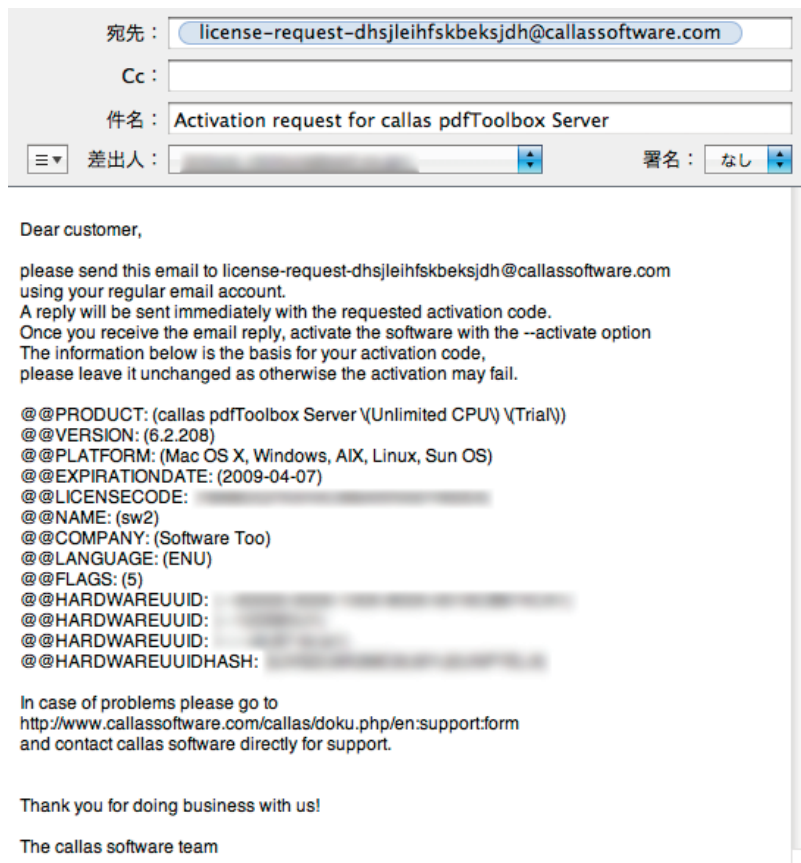 宛先： license-request-dhsjleihfskbeksjdh@callassoftware.com
Cc：
件名： Activation request for callas pdfToolbox Server
差出人： 署名： なし
Dear customer,
please send this email to license-request-dhsjleihfskbeksjdh@callassoftware.com
using your regular email account.
A reply will be sent immediately with the requested activation code.
Once you receive the email reply, activate the software with the --activate option
The information below is the basis for your activation code,
please leave it unchanged as otherwise the activation may fail.
@@PRODUCT: (callas pdfToolbox Server \(Unlimited CPU\) \(Trial\))
@@VERSION: (6.2.208)
@@PLATFORM: (Mac OS X, Windows, AIX, Linux, Sun OS)
@@EXPIRATIONDATE: (2009-04-07)
@@LICENSECODE:
@@NAME: (sw2)
@@COMPANY: (Software Too)
@@LANGUAGE: (ENU)
@@FLAGS: (5)
@@HARDWAREUUID:
@@HARDWAREUUID:
@@HARDWAREUUID:
@@HARDWAREUUIDHASH:
In case of problems please go to
http://www.callassoftware.com/callas/doku.php/en:support:form
and contact callas software directly for support.
Thank you for doing business with us!
The callas software team